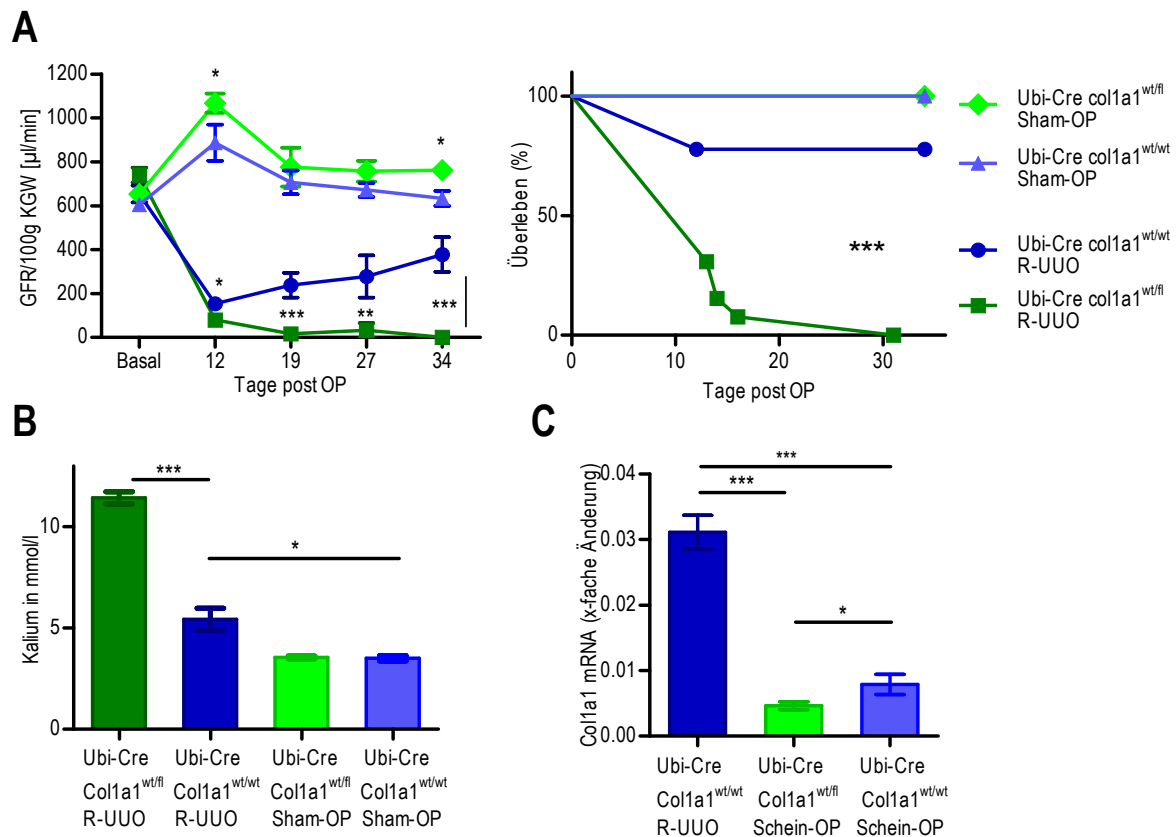 A
GFR/100g KGW [µl/min]
1200
1000
800
600
400
200
0
*
*
*
***
**
***
Basal
12
19
27
34
Tage post OP
Überleben (%)
100
50
0
***
0
10
20
30
Tage post OP
Ubi-Cre col1a1wt/fl
Sham-OP
Ubi-Cre col1a1wt/wt
Sham-OP
Ubi-Cre col1a1wt/wt
R-UUO
Ubi-Cre col1a1wt/fl
R-UUO
B
Kalium in mmol/l
10
5
0
***
*
Ubi-Cre
Col1a1wt/fl
R-UUO
Ubi-Cre
Col1a1wt/wt
R-UUO
Ubi-Cre
Col1a1wt/fl
Sham-OP
Ubi-Cre
Col1a1wt/wt
Sham-OP
C
Col1a1 mRNA (x-fache Änderung)
0.04
0.03
0.02
0.01
0.00
***
***
*
Ubi-Cre
Col1a1wt/wt
R-UUO
Ubi-Cre
Col1a1wt/fl
Schein-OP
Ubi-Cre
Col1a1wt/wt
Schein-OP